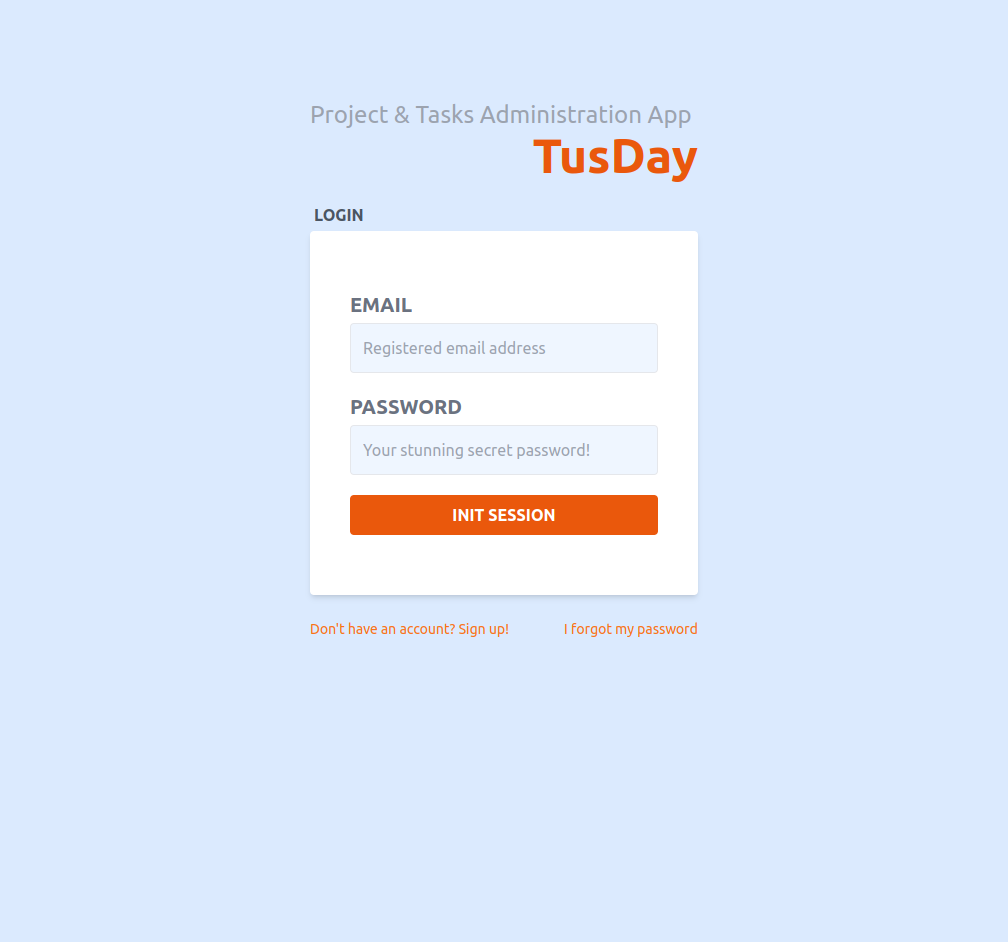 Project & Tasks Administration App
TusDay
LOGIN
EMAIL
Registered email address
PASSWORD
Your stunning secret password!
INIT SESSION
Don't have an account? Sign up!
I forgot my password